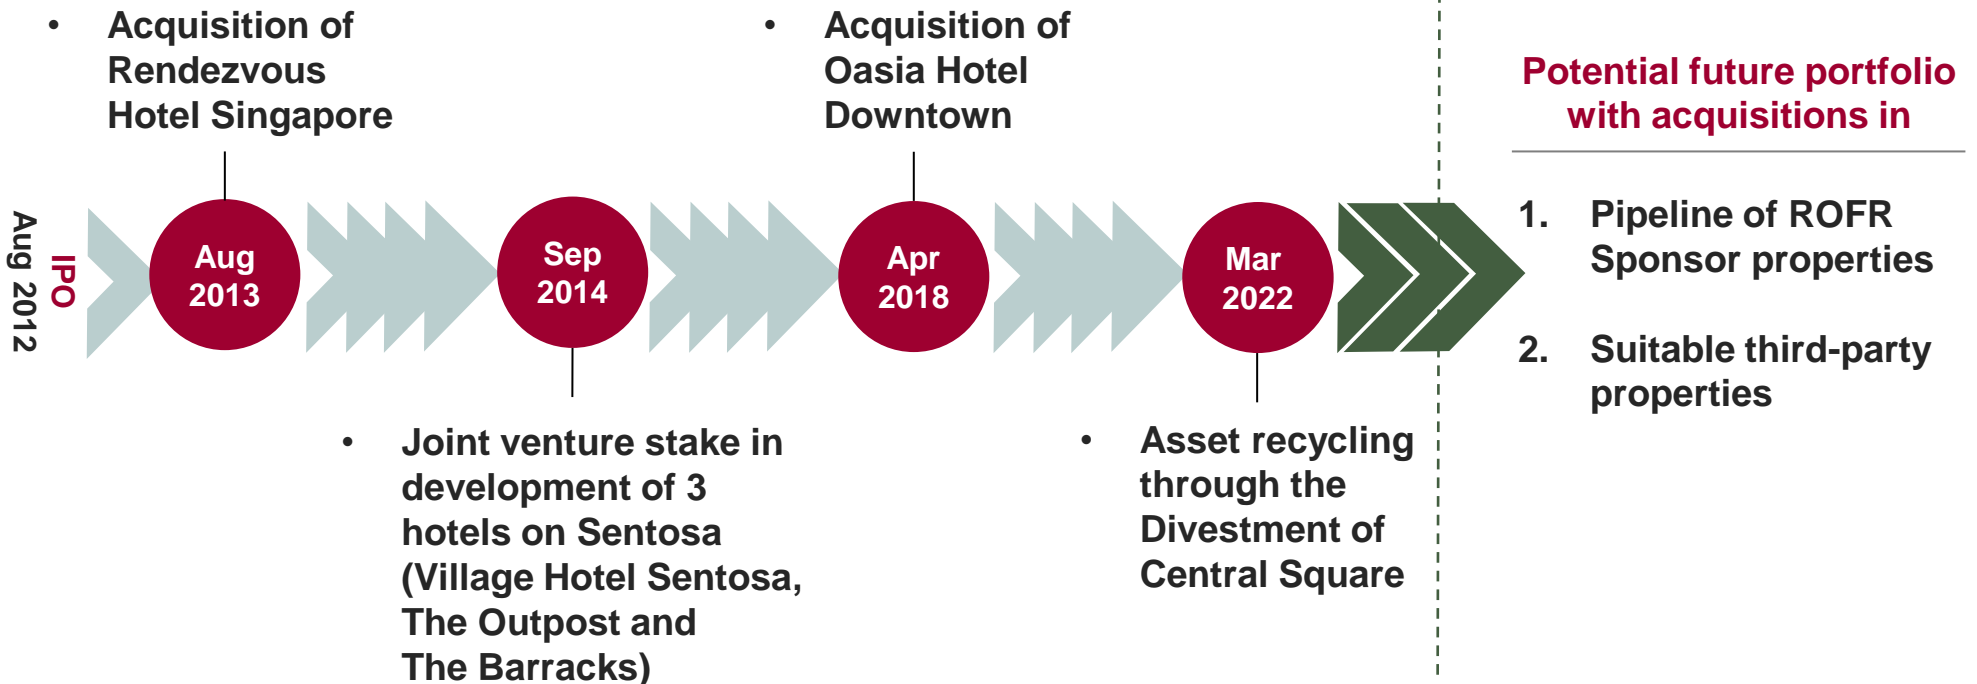 • Acquisition of
Rendezvous
Hotel Singapore
• Acquisition of
Oasia Hotel
Downtown
IPO
Aug 2012
Aug
2013
Sep
2014
Apr
2018
Mar
2022
• Joint venture stake in
development of 3
hotels on Sentosa
(Village Hotel Sentosa,
The Outpost and
The Barracks)
• Asset recycling
through the
Divestment of
Central Square
Potential future portfolio
with acquisitions in
1. Pipeline of ROFR
Sponsor properties
2. Suitable third-party
properties